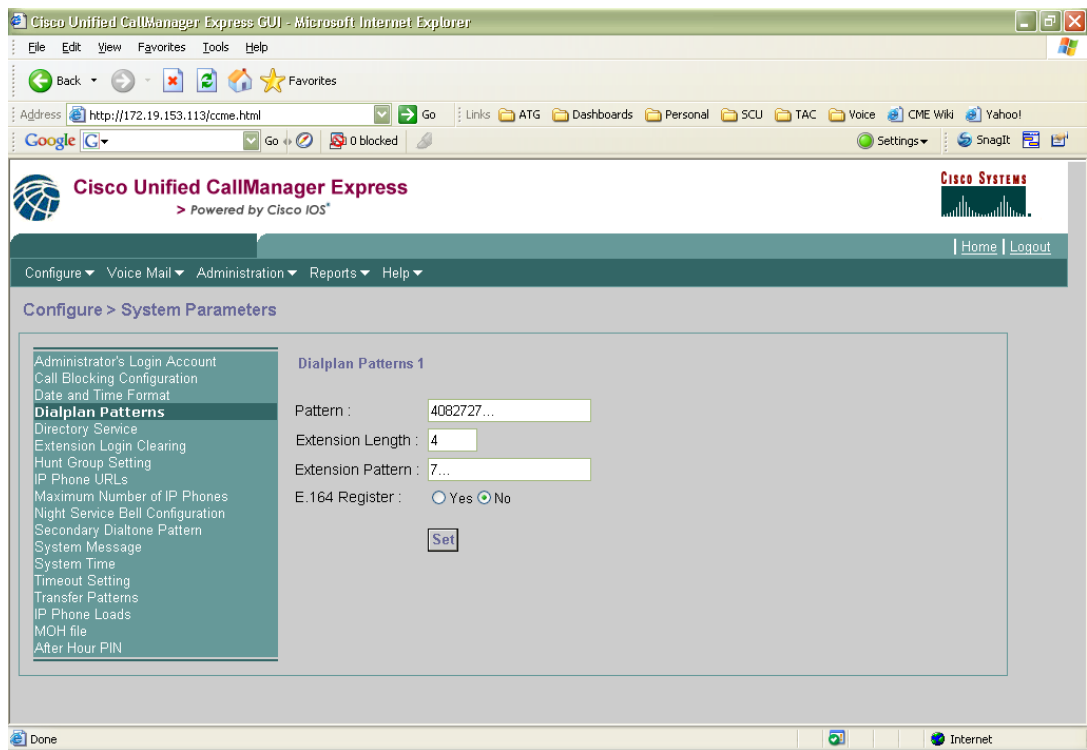 Cisco Unified CallManager Express GUI - Microsoft Internet Explorer
File Edit View Favorites Tools Help
Back Favorites
Address http://172.19.153.113/ccme.html Go Links ATG Dashboards Personal SCU TAC Voice CME Wiki Yahoo!
Google G Go 0 blocked Settings SnagIt
Cisco Unified CallManager Express
> Powered by Cisco IOS®
CISCO SYSTEMS
Home Logout
Configure Voice Mail Administration Reports Help
Configure > System Parameters
Administrator's Login Account
Call Blocking Configuration
Date and Time Format
Dialplan Patterns
Directory Service
Extension Login Clearing
Hunt Group Setting
IP Phone URLs
Maximum Number of IP Phones
Night Service Bell Configuration
Secondary Dialtone Pattern
System Message
System Time
Timeout Setting
Transfer Patterns
IP Phone Loads
MOH file
After Hour PIN
Dialplan Patterns 1
Pattern : 4082727...
Extension Length : 4
Extension Pattern : 7...
E.164 Register : Yes No
Set
Done Internet